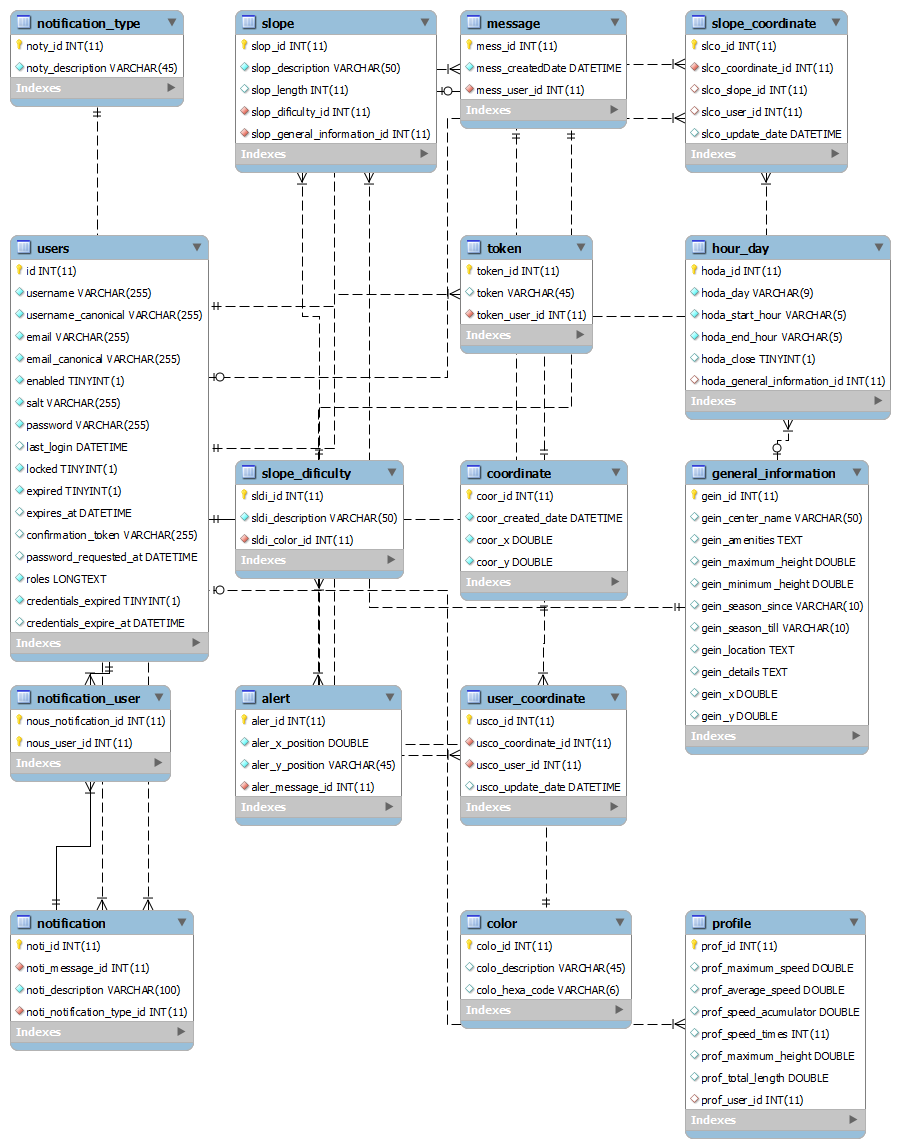 notification_type
noty_id INT(11)
noty_description VARCHAR(45)
Indexes
slope
slop_id INT(11)
slop_description VARCHAR(50)
slop_length INT(11)
slop_dificulty_id INT(11)
slop_general_information_id INT(11)
Indexes
message
mess_id INT(11)
mess_createdDate DATETIME
mess_user_id INT(11)
Indexes
slope_coordinate
slco_id INT(11)
slco_coordinate_id INT(11)
slco_slope_id INT(11)
slco_user_id INT(11)
slco_update_date DATETIME
Indexes
users
id INT(11)
username VARCHAR(255)
username_canonical VARCHAR(255)
email VARCHAR(255)
email_canonical VARCHAR(255)
enabled TINYINT(1)
salt VARCHAR(255)
password VARCHAR(255)
last_login DATETIME
locked TINYINT(1)
expired TINYINT(1)
expires_at DATETIME
confirmation_token VARCHAR(255)
password_requested_at DATETIME
roles LONGTEXT
credentials_expired TINYINT(1)
credentials_expire_at DATETIME
Indexes
token
token_id INT(11)
token VARCHAR(45)
token_user_id INT(11)
Indexes
hour_day
hoda_id INT(11)
hoda_day VARCHAR(9)
hoda_start_hour VARCHAR(5)
hoda_end_hour VARCHAR(5)
hoda_close TINYINT(1)
hoda_general_information_id INT(11)
Indexes
slope_dificulty
sldi_id INT(11)
sldi_description VARCHAR(50)
sldi_color_id INT(11)
Indexes
coordinate
coor_id INT(11)
coor_created_date DATETIME
coor_x DOUBLE
coor_y DOUBLE
Indexes
general_information
gein_id INT(11)
gein_center_name VARCHAR(50)
gein_amenities TEXT
gein_maximum_height DOUBLE
gein_minimum_height DOUBLE
gein_season_since VARCHAR(10)
gein_season_till VARCHAR(10)
gein_location TEXT
gein_details TEXT
gein_x DOUBLE
gein_y DOUBLE
Indexes
notification_user
nous_notification_id INT(11)
nous_user_id INT(11)
Indexes
alert
aler_id INT(11)
aler_x_position DOUBLE
aler_y_position VARCHAR(45)
aler_message_id INT(11)
Indexes
user_coordinate
usco_id INT(11)
usco_coordinate_id INT(11)
usco_user_id INT(11)
usco_update_date DATETIME
Indexes
notification
noti_id INT(11)
noti_message_id INT(11)
noti_description VARCHAR(100)
noti_notification_type_id INT(11)
Indexes
color
colo_id INT(11)
colo_description VARCHAR(45)
colo_hexa_code VARCHAR(6)
Indexes
profile
prof_id INT(11)
prof_maximum_speed DOUBLE
prof_average_speed DOUBLE
prof_speed_acumulator DOUBLE
prof_speed_times INT(11)
prof_maximum_height DOUBLE
prof_total_length DOUBLE
prof_user_id INT(11)
Indexes